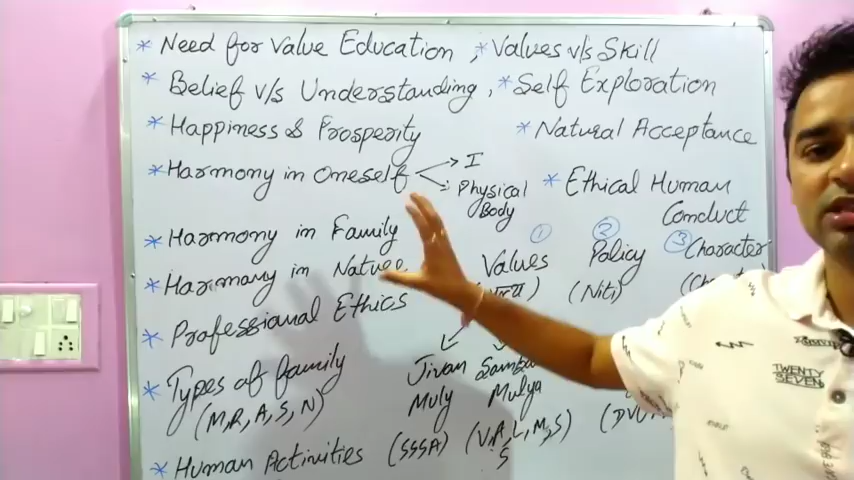 * Need for Value Education, * Values v/s Skill
* Belief v/s Understanding, * Self Exploration
* Happiness & Prosperity * Natural Acceptance
* Harmony in Oneself → I
→ Physical Body
* Ethical Human Conduct
* Harmony in Family
① Values ② Policy ③ Character
* Harmony in Nature
(Niti)
* Professional Ethics
* Types of family
(M, R, A, S, N)
Jivan Muly
Mulya
(SSSA) (V, A, L, M, S)
S
* Human Activities
TWENTY
SEVEN